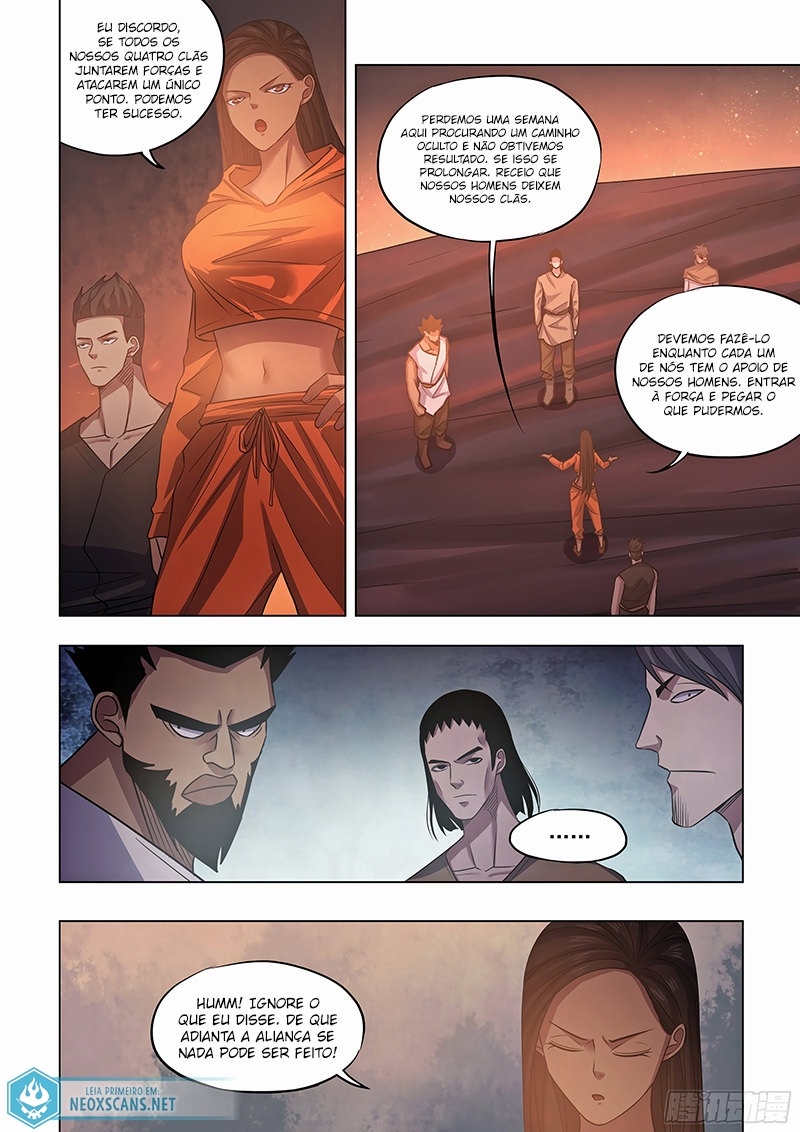 EU DISCORDO,
SE TODOS OS
NOSSOS QUATRO CLÃS
JUNTAREM FORÇAS E
ATACAREM UM ÚNICO
PONTO. PODEMOS
TER SUCESSO.
PERDEMOS UMA SEMANA
AQUI PROCURANDO UM CAMINHO
OCULTO E NÃO OBTIVEMOS
RESULTADO. SE ISSO SE
PROLONGAR. RECEIO QUE
NOSSOS HOMENS DEIXEM
NOSSOS CLÃS.
DEVEMOS FAZÊ-LO
ENQUANTO CADA UM
DE NÓS TEM O APOIO DE
NOSSOS HOMENS. ENTRAR
À FORÇA E PEGAR O
QUE PUDERMOS.
......
HUMM! IGNORE O
QUE EU DISSE. DE QUE
ADIANTA A ALIANÇA SE
NADA PODE SER FEITO!
LEIA PRIMEIRO EM:
NEOXSCANS.NET
腾讯动漫